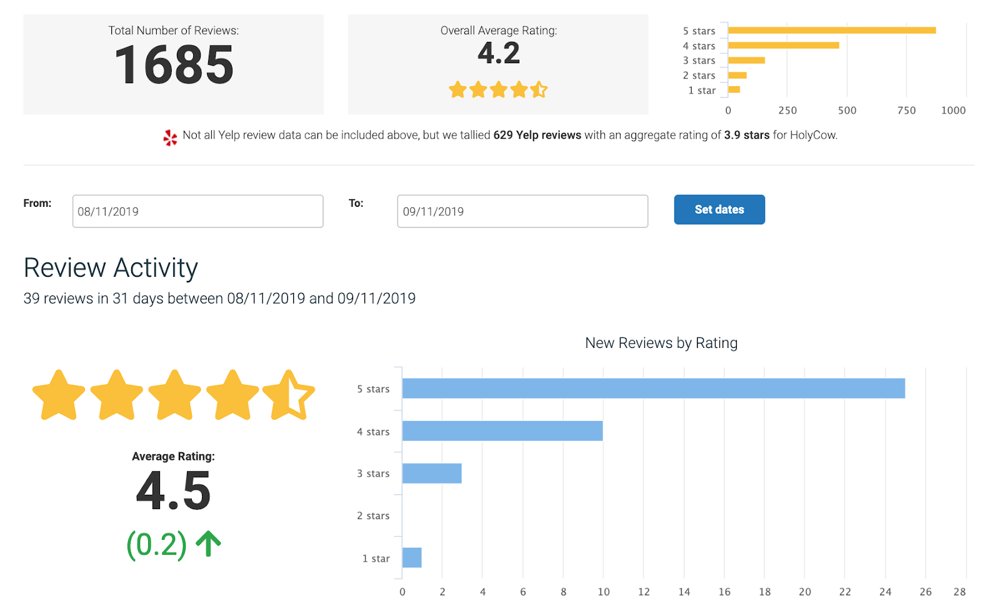 Total Number of Reviews:
1685
Overall Average Rating:
4.2
5 stars
4 stars
3 stars
2 stars
1 star
0 250 500 750 1000
Not all Yelp review data can be included above, but we tallied 629 Yelp reviews with an aggregate rating of 3.9 stars for HolyCow.
From: 08/11/2019 To: 09/11/2019 Set dates
Review Activity
39 reviews in 31 days between 08/11/2019 and 09/11/2019
Average Rating:
4.5
(0.2)
New Reviews by Rating
5 stars
4 stars
3 stars
2 stars
1 star
0 2 4 6 8 10 12 14 16 18 20 22 24 26 28